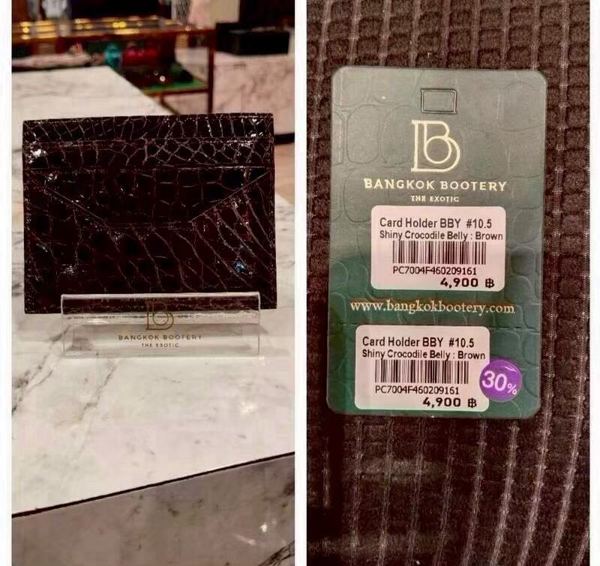 B
BANGKOK BOOTERY
THE EXOTIC
B
BANGKOK BOOTERY
THE EXOTIC
Card Holder BBY #10.5
Shiny Crocodile Belly : Brown
PC7004F460209161
4,900 ฿
www.bangkokbootery.com
Card Holder BBY #10.5
Shiny Crocodile Belly : Brown
PC7004F460209161
4,900 ฿
30%